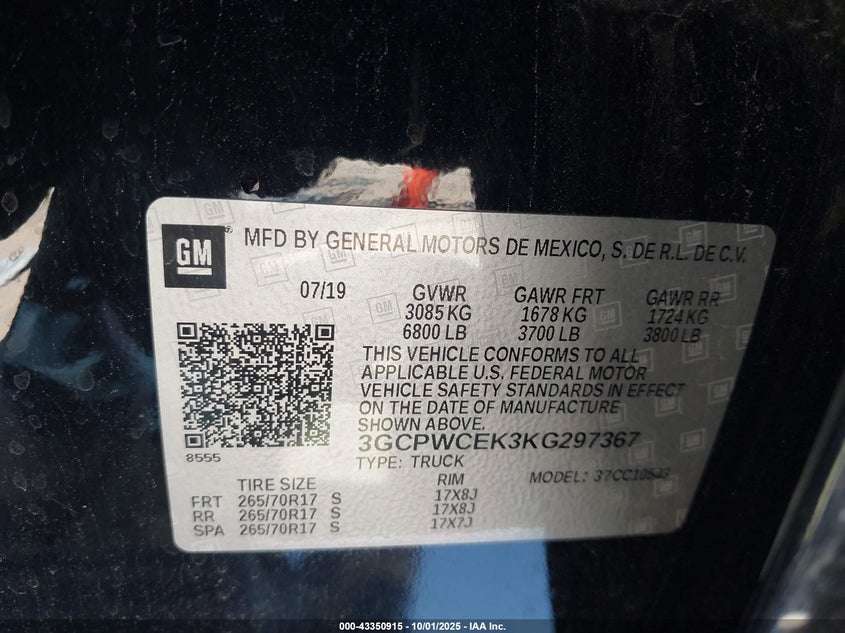 GM
MFD BY GENERAL MOTORS DE MEXICO, S. DE R.L. DE C.V.
07/19 GVWR GAWR FRT GAWR RR
3085 KG 1678 KG 1724 KG
6800 LB 3700 LB 3800 LB
THIS VEHICLE CONFORMS TO ALL
APPLICABLE U.S. FEDERAL MOTOR
VEHICLE SAFETY STANDARDS IN EFFECT
ON THE DATE OF MANUFACTURE
SHOWN ABOVE.
3GCPWCEK3KG297367
8555
TYPE: TRUCK MODEL:
TIRE SIZE RIM
FRT 265/70R17 S 17X8J
RR 265/70R17 S 17X8J
SPA 265/70R17 S 17X7J
000-43350915 - 10/01/2025 - IAA Inc.